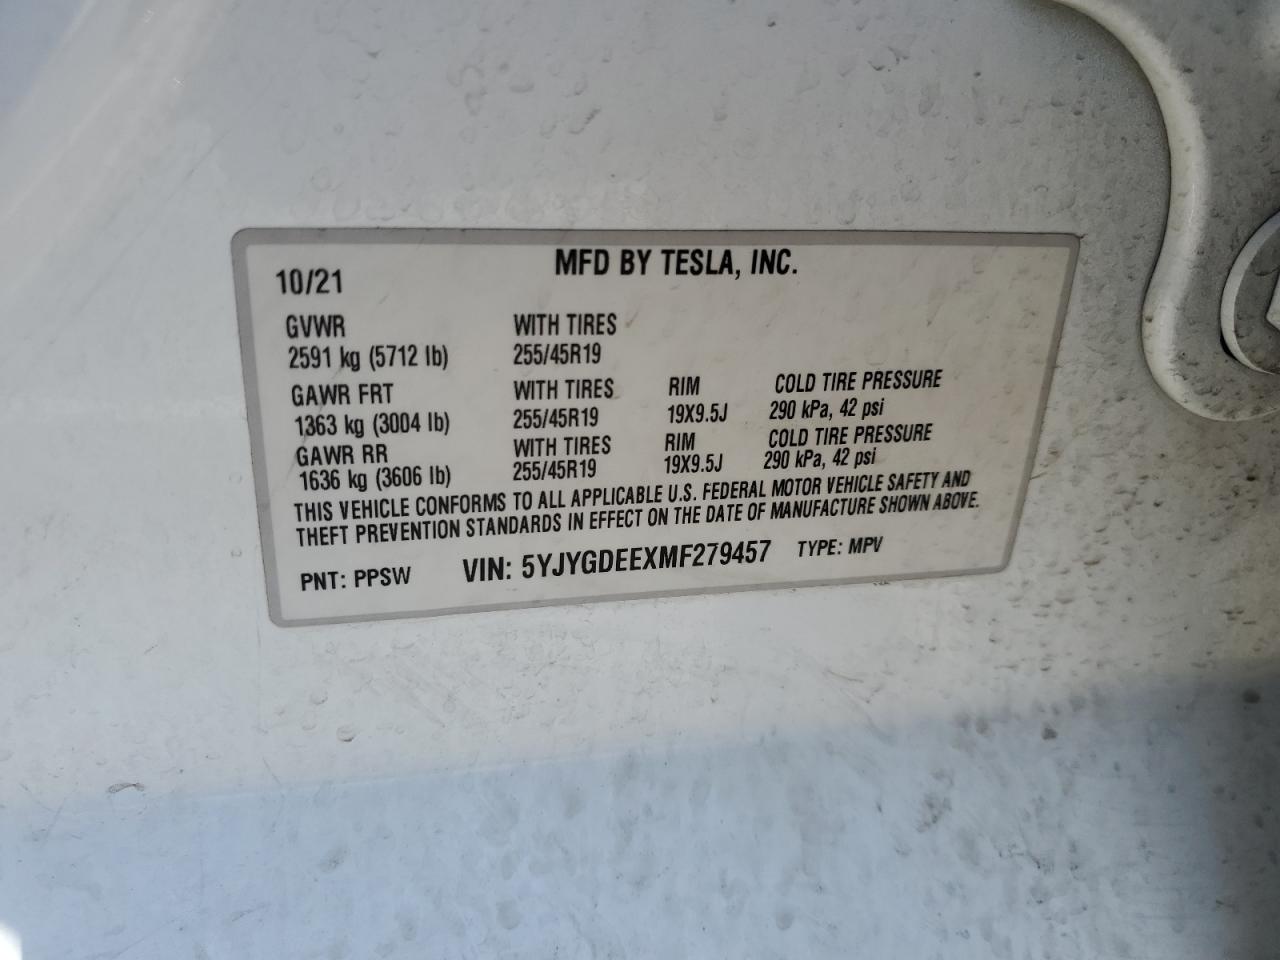 MFD BY TESLA, INC.
10/21
GVWR WITH TIRES
2591 kg (5712 lb) 255/45R19
GAWR FRT WITH TIRES RIM COLD TIRE PRESSURE
1363 kg (3004 lb) 255/45R19 19X9.5J 290 kPa, 42 psi
GAWR RR WITH TIRES RIM COLD TIRE PRESSURE
1636 kg (3606 lb) 255/45R19 19X9.5J 290 kPa, 42 psi
THIS VEHICLE CONFORMS TO ALL APPLICABLE U.S. FEDERAL MOTOR VEHICLE SAFETY AND
THEFT PREVENTION STANDARDS IN EFFECT ON THE DATE OF MANUFACTURE SHOWN ABOVE.
PNT: PPSW VIN: 5YJYGDEEXMF279457 TYPE: MPV